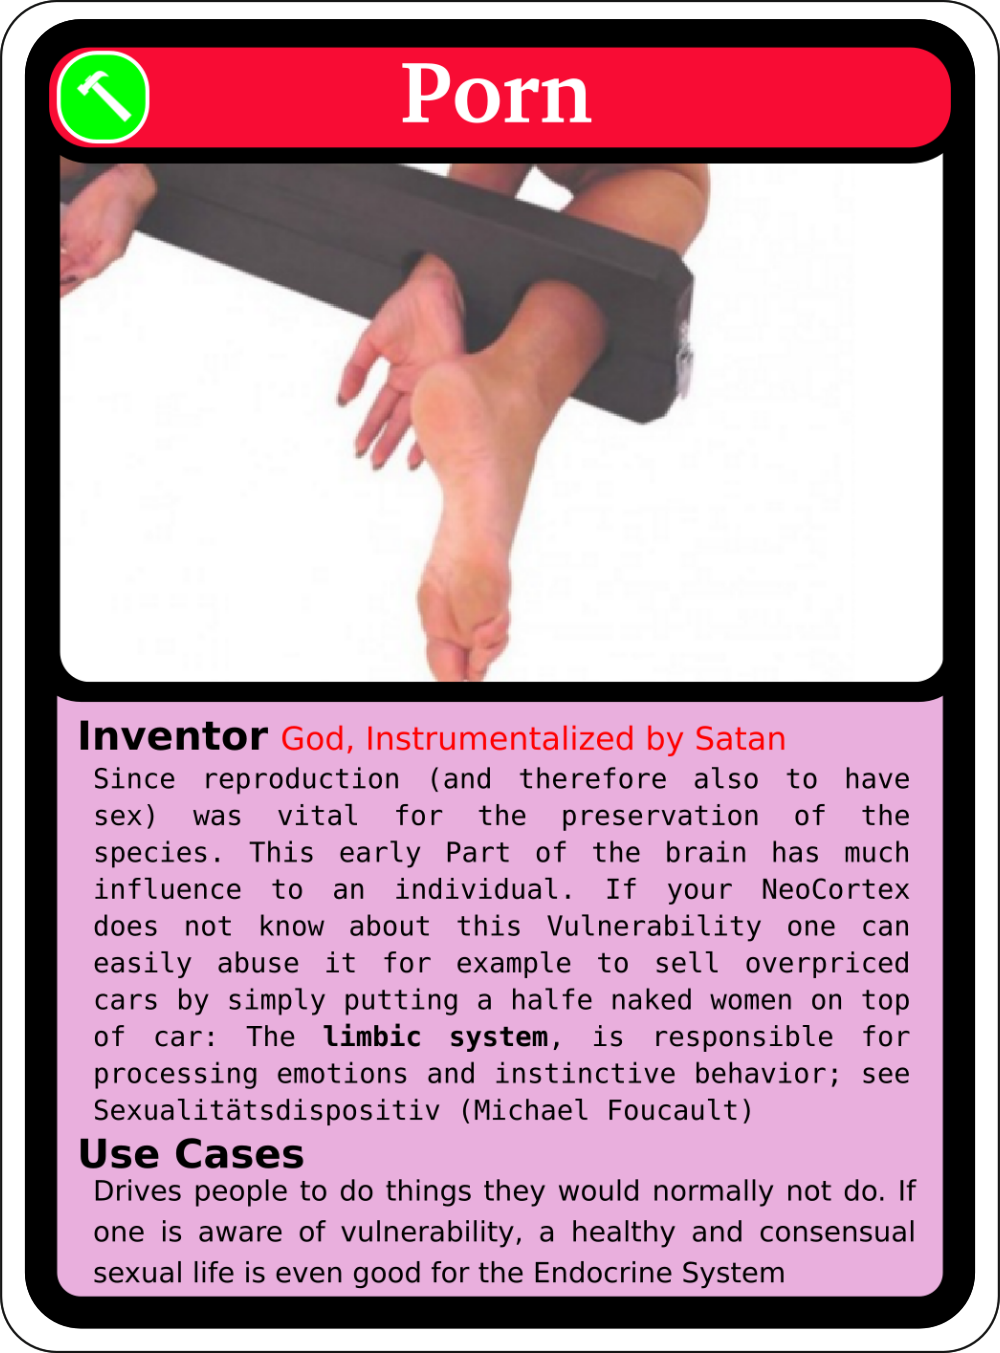 Porn
Inventor God, Instrumentalized by Satan
Since reproduction (and therefore also to have
sex) was vital for the preservation of the
species. This early Part of the brain has much
influence to an individual. If your NeoCortex
does not know about this Vulnerability one can
easily abuse it for example to sell overpriced
cars by simply putting a halfe naked women on top
of car: The limbic system, is responsible for
processing emotions and instinctive behavior; see
Sexualitätsdispositiv (Michael Foucault)
Use Cases
Drives people to do things they would normally not do. If
one is aware of vulnerability, a healthy and consensual
sexual life is even good for the Endocrine System